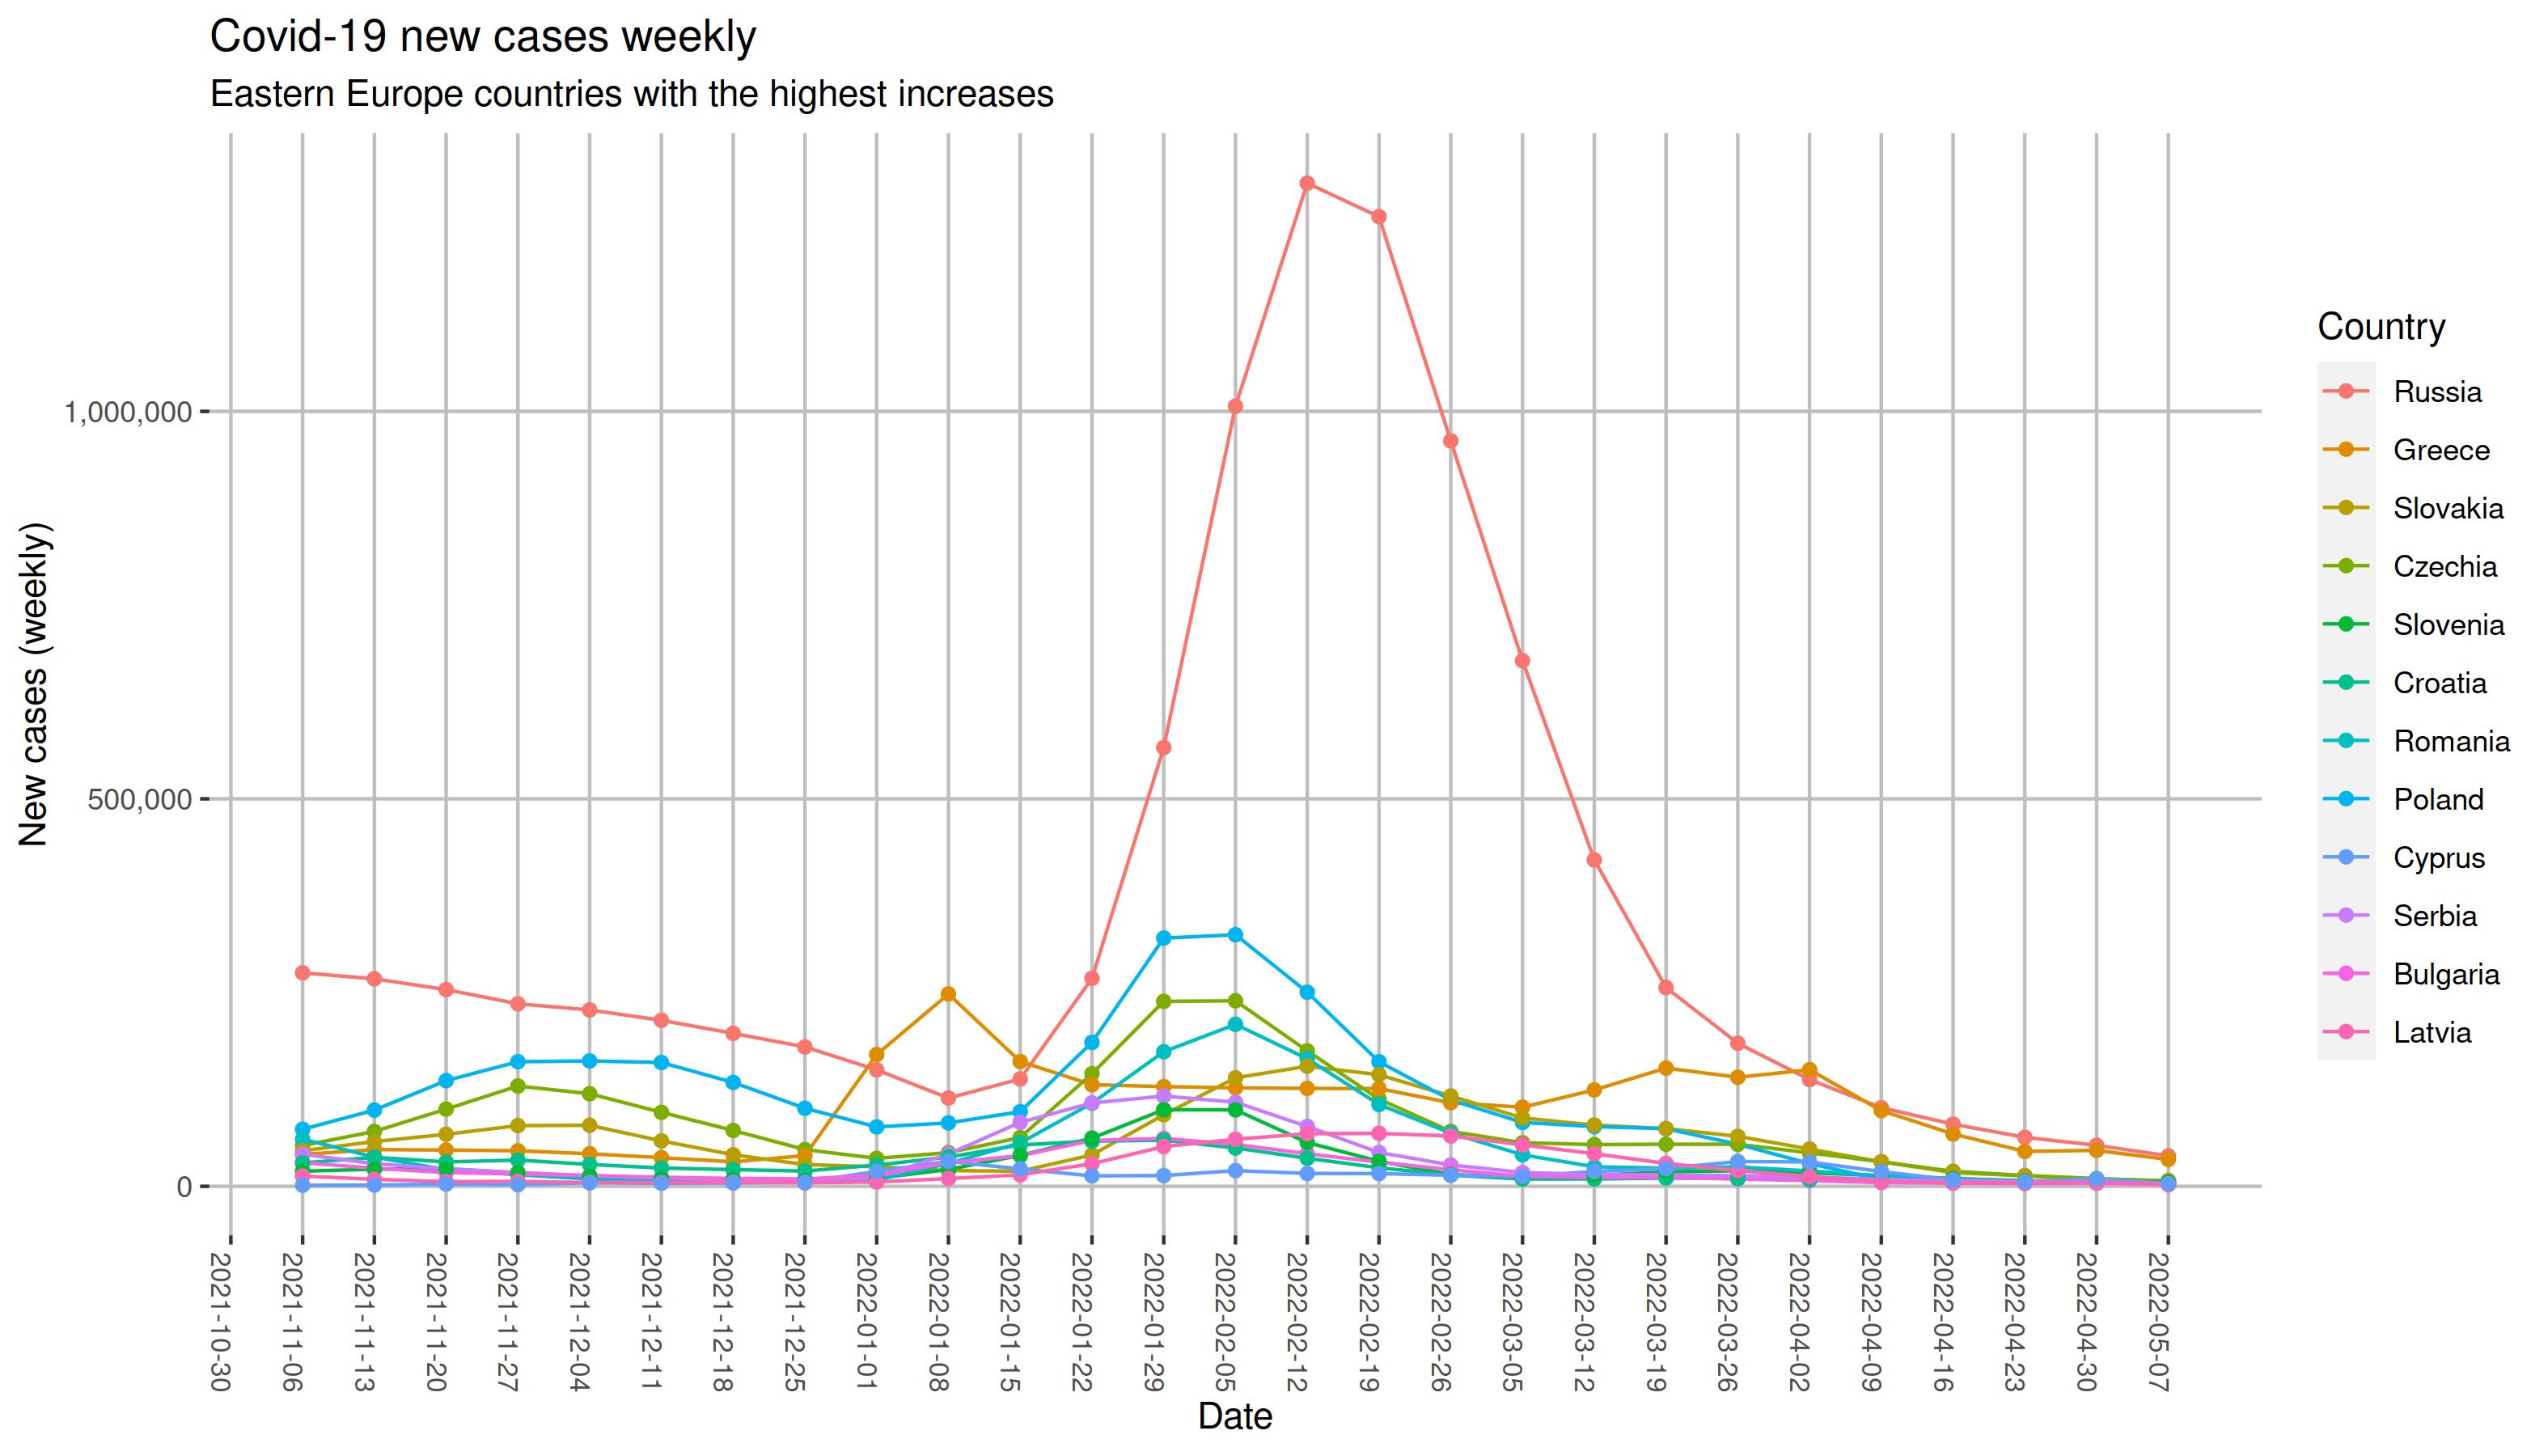 Covid-19 new cases weekly
Eastern Europe countries with the highest increases
New cases (weekly)
1,000,000
500,000
0
2021-10-30
2021-11-06
2021-11-13
2021-11-20
2021-11-27
2021-12-04
2021-12-11
2021-12-18
2021-12-25
2022-01-01
2022-01-08
2022-01-15
2022-01-22
2022-01-29
2022-02-05
2022-02-12
2022-02-19
2022-02-26
2022-03-05
2022-03-12
2022-03-19
2022-03-26
2022-04-02
2022-04-09
2022-04-16
2022-04-23
2022-04-30
2022-05-07
Date
Country
Russia
Greece
Slovakia
Czechia
Slovenia
Croatia
Romania
Poland
Cyprus
Serbia
Bulgaria
Latvia